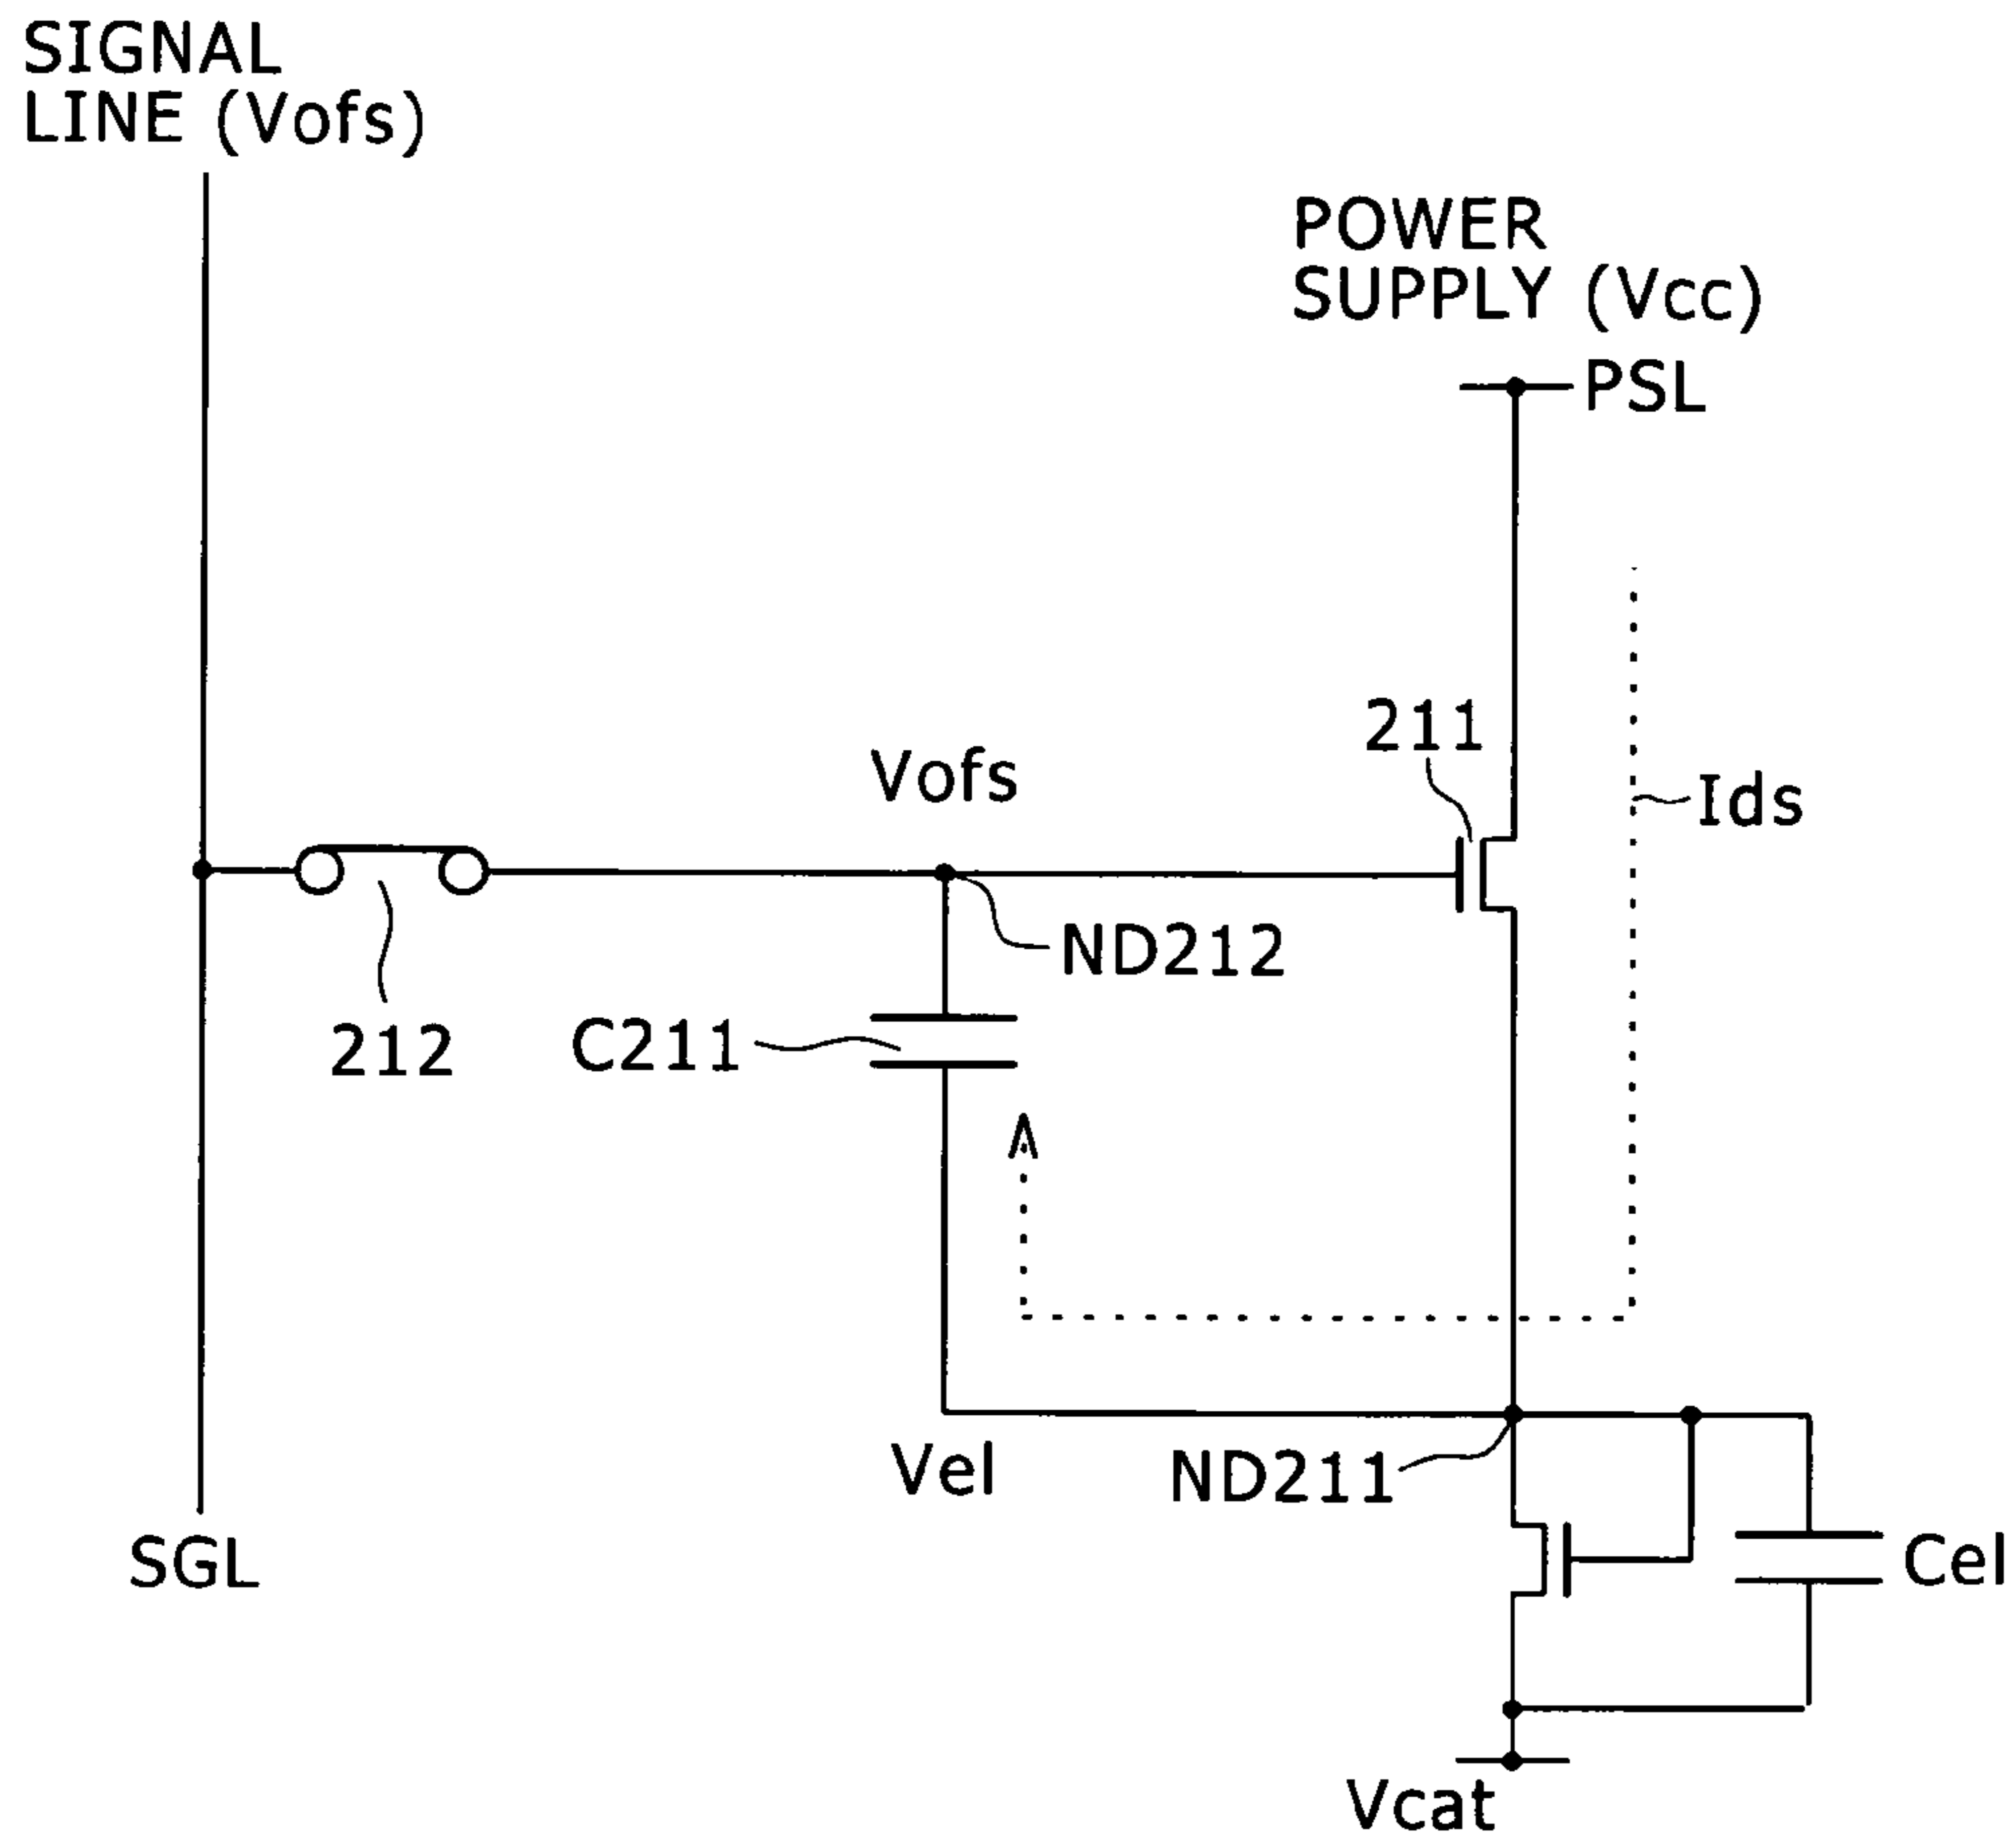 SIGNAL
LINE (Vofs)
POWER
SUPPLY (Vcc)
PSL
211
Vofs
Ids
ND212
212
C211
Vel
ND211
SGL
Cel
Vcat